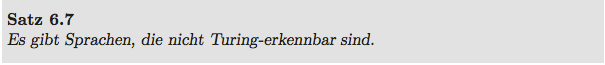 Satz 6.7
Es gibt Sprachen, die nicht Turing-erkennbar sind.